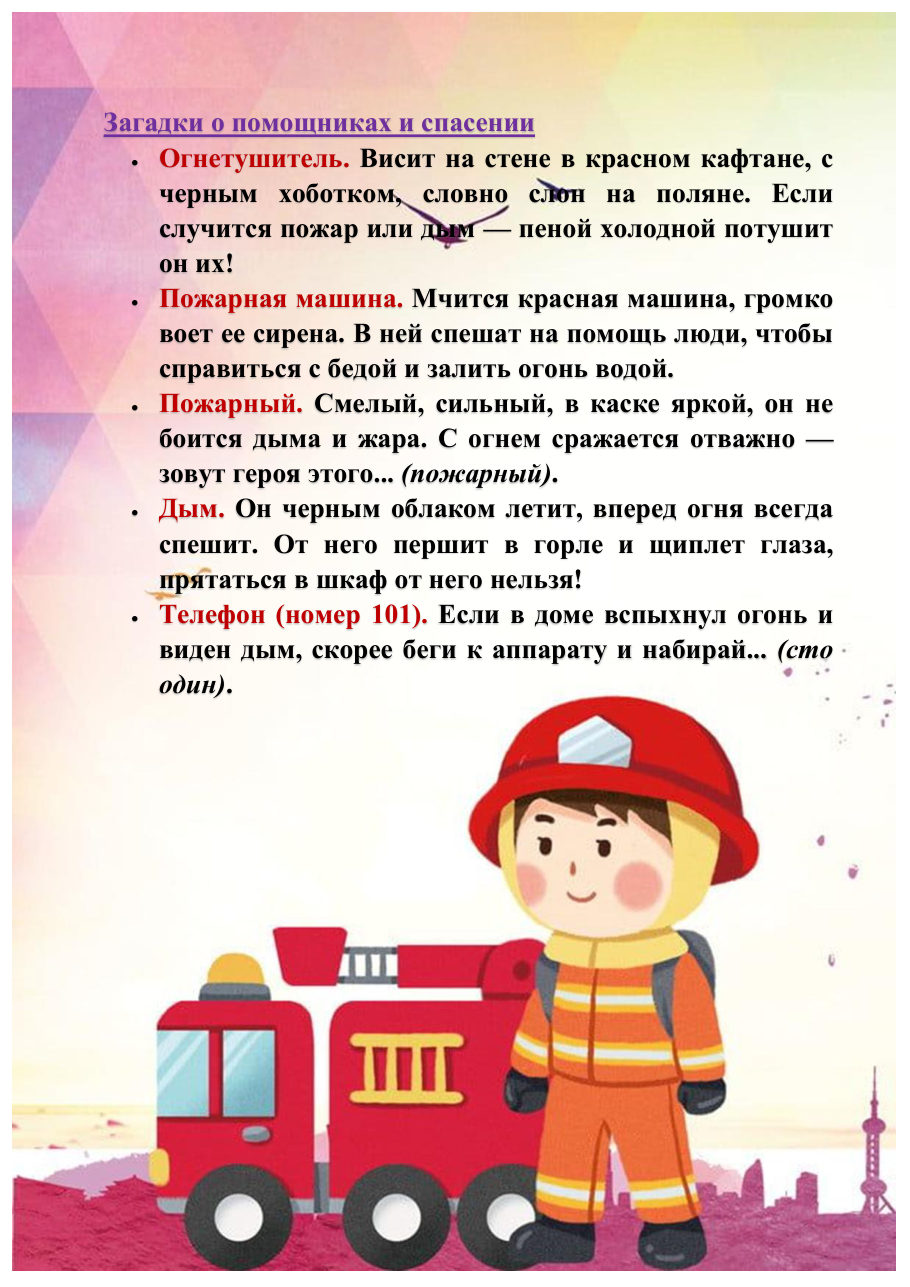 Загадки о помощниках и спасении
• Огнетушитель. Висит на стене в красном кафтане, с
черным хоботком, словно слон на поляне. Если
случится пожар или дым — пеной холодной потушит
он их!
• Пожарная машина. Мчится красная машина, громко
воет ее сирена. В ней спешат на помощь люди, чтобы
справиться с бедой и залить огонь водой.
• Пожарный. Смелый, сильный, в каске яркой, он не
боится дыма и жара. С огнем сражается отважно —
зовут героя этого... (пожарный).
• Дым. Он черным облаком летит, вперед огня всегда
спешит. От него першит в горле и щиплет глаза,
прятаться в шкаф от него нельзя!
• Телефон (номер 101). Если в доме вспыхнул огонь и
виден дым, скорее беги к аппарату и набирай... (сто
один).